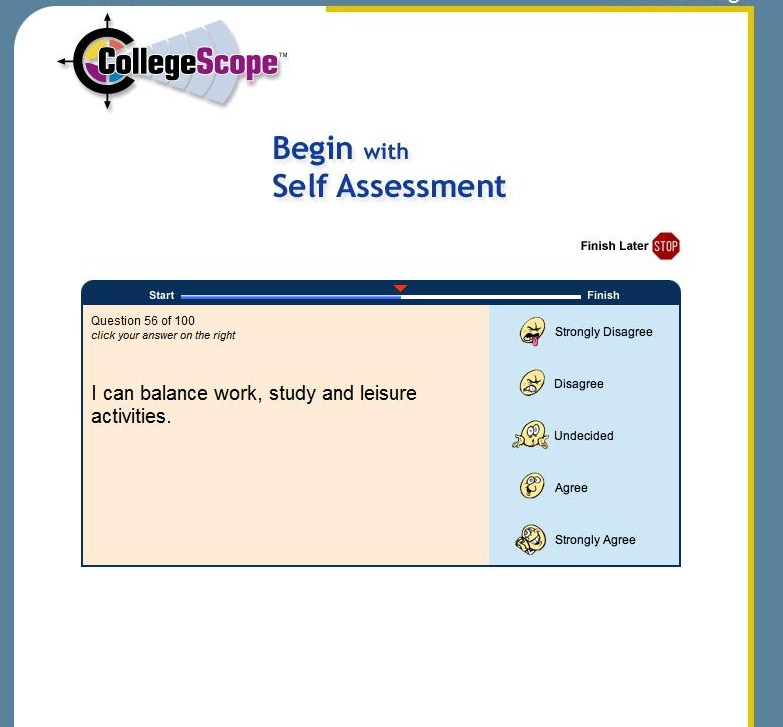 CollegeScope™
Begin with
Self Assessment
Finish Later STOP
Start Finish
Question 56 of 100
click your answer on the right
I can balance work, study and leisure
activities.
Strongly Disagree
Disagree
Undecided
Agree
Strongly Agree